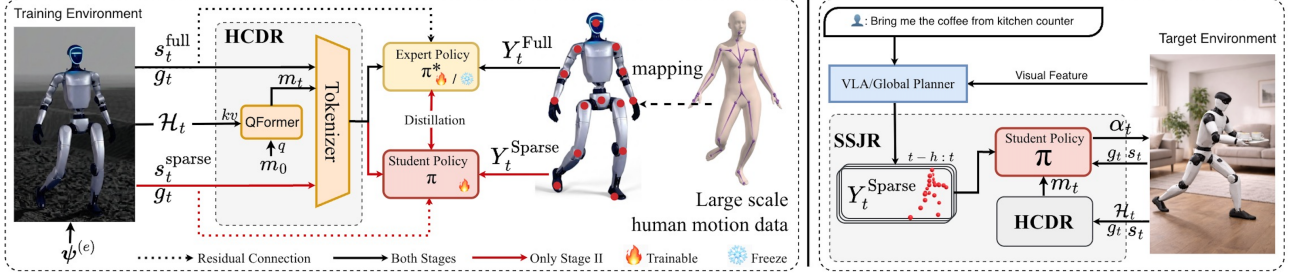 Training Environment
s_t^full
g_t
HCDR
m_t
H_t
kv
QFormer
q
m_0
Tokenizer
s_t^sparse
g_t
ψ^(e)
Expert Policy
π*
/
Distillation
Student Policy
π
Y_t^Full
Y_t^Sparse
mapping
Large scale
human motion data
Residual Connection
Both Stages
Only Stage II
Trainable
Freeze
: Bring me the coffee from kitchen counter
Target Environment
VLA/Global Planner
Visual Feature
SSJR
t − h : t
Y_t^Sparse
Student Policy
π
α_t
g_t s_t
m_t
HCDR
H_t
g_t s_t